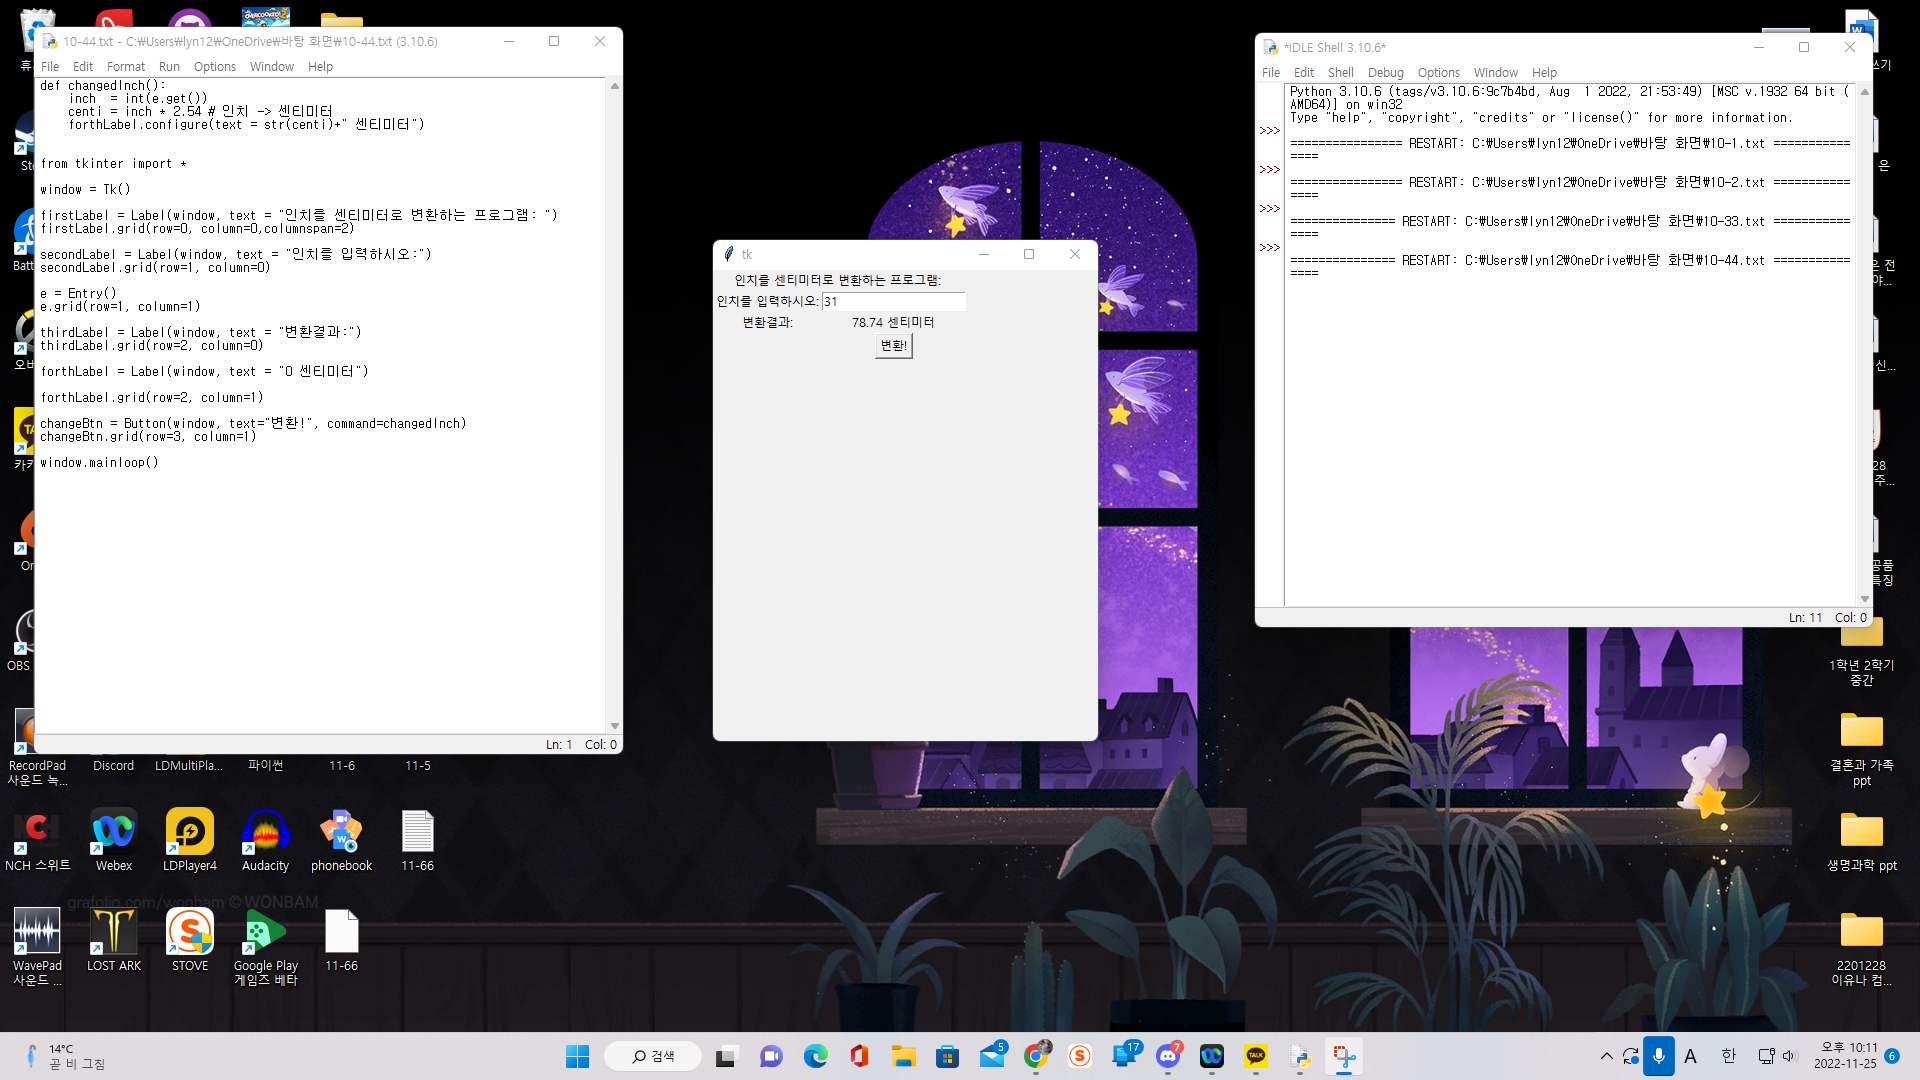 10-44.txt - C:₩Users₩lyn12₩OneDrive₩바탕 화면₩10-44.txt (3.10.6)
File Edit Format Run Options Window Help
def changedInch():
    inch  = int(e.get())
    centi = inch * 2.54 # 인치 -> 센티미터
    forthLabel.configure(text = str(centi)+" 센티미터")
from tkinter import *
window = Tk()
firstLabel = Label(window, text = "인치를 센티미터로 변환하는 프로그램: ")
firstLabel.grid(row=0, column=0,columnspan=2)
secondLabel = Label(window, text = "인치를 입력하시오:")
secondLabel.grid(row=1, column=0)
e = Entry()
e.grid(row=1, column=1)
thirdLabel = Label(window, text = "변환결과:")
thirdLabel.grid(row=2, column=0)
forthLabel = Label(window, text = "0 센티미터")
forthLabel.grid(row=2, column=1)
changeBtn = Button(window, text="변환!", command=changedInch)
changeBtn.grid(row=3, column=1)
window.mainloop()
Ln: 1 Col: 0
tk
인치를 센티미터로 변환하는 프로그램:
인치를 입력하시오: 31
변환결과: 78.74 센티미터
변환!
*IDLE Shell 3.10.6*
File Edit Shell Debug Options Window Help
Python 3.10.6 (tags/v3.10.6:9c7b4bd, Aug  1 2022, 21:53:49) [MSC v.1932 64 bit (
AMD64)] on win32
Type "help", "copyright", "credits" or "license()" for more information.
>>>
================ RESTART: C:₩Users₩lyn12₩OneDrive₩바탕 화면₩10-1.txt ============
====
>>>
================ RESTART: C:₩Users₩lyn12₩OneDrive₩바탕 화면₩10-2.txt ============
====
>>>
=============== RESTART: C:₩Users₩lyn12₩OneDrive₩바탕 화면₩10-33.txt ============
====
>>>
=============== RESTART: C:₩Users₩lyn12₩OneDrive₩바탕 화면₩10-44.txt ============
====
Ln: 11 Col: 0
은
은 전
28
OBS
1학년 2학기
중간
RecordPad
사운드 녹...
Discord
LDMultiPla...
파이썬
11-6
11-5
결혼과 가족
ppt
NCH 스위트
Webex
LDPlayer4
Audacity
phonebook
11-66
생명과학 ppt
grafolio.com/wonbam ©WONBAM
WavePad
사운드 ...
LOST ARK
STOVE
Google Play
게임즈 베타
11-66
2201228
이유나 컴...
14°C
곧 비 그침
검색
5
17
7
TALK
A
한
오후 10:11
2022-11-25
6